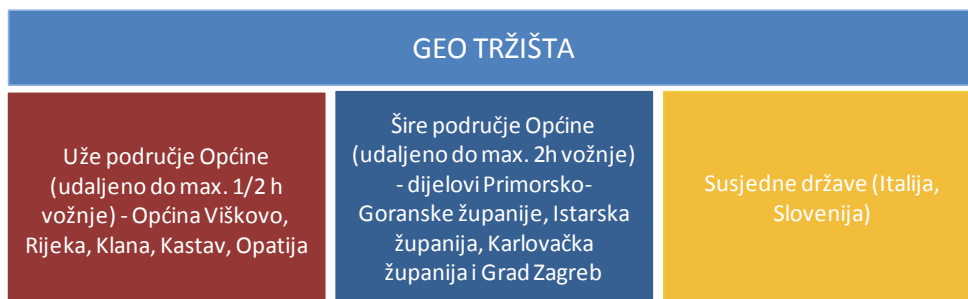 GEO TRŽIŠTA
Uže područje Općine
(udaljeno do max. 1/2 h
vožnje) - Općina Viškovo,
Rijeka, Klana, Kastav, Opatija
Šire područje Općine
(udaljeno do max. 2h vožnje)
- dijelovi Primorsko-
Goranske županije, Istarska
županija, Karlovačka
županija i Grad Zagreb
Susjedne države (Italija,
Slovenija)